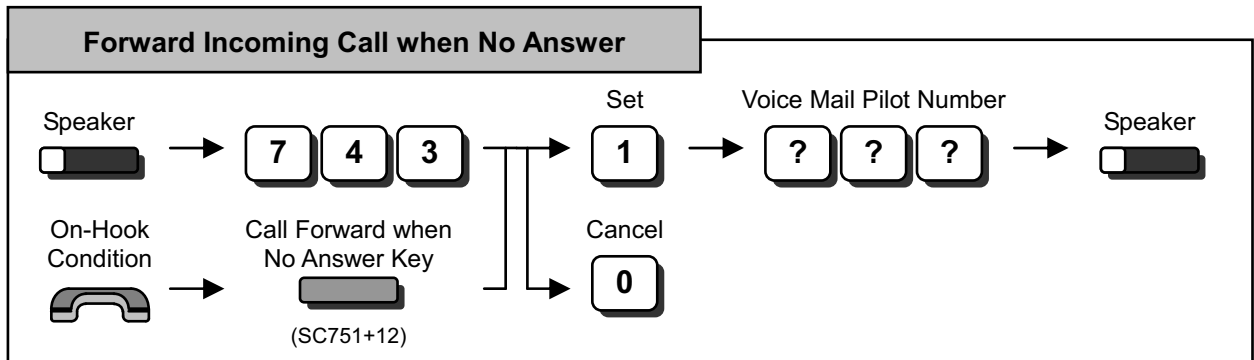 Forward Incoming Call when No Answer
Set
Voice Mail Pilot Number
Speaker
Speaker
7 4 3
1
? ? ?
On-Hook
Condition
Call Forward when
No Answer Key
Cancel
0
(SC751+12)